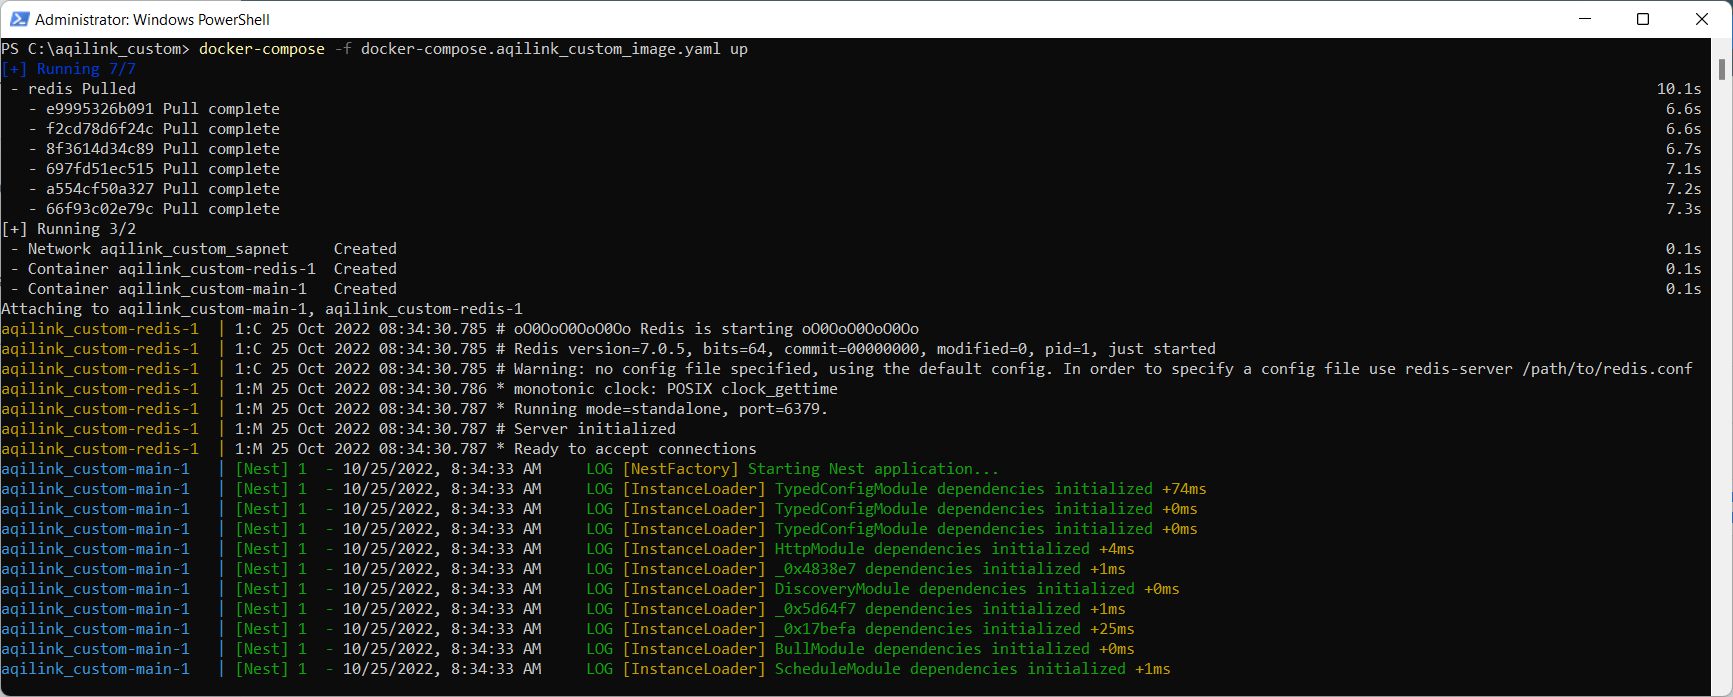 Administrator: Windows PowerShell
PS C:\aqilink_custom> docker-compose -f docker-compose.aqilink_custom_image.yaml up
[+] Running 7/7
 - redis Pulled 10.1s
   - e9995326b091 Pull complete 6.6s
   - f2cd78d6f24c Pull complete 6.6s
   - 8f3614d34c89 Pull complete 6.7s
   - 697fd51ec515 Pull complete 7.1s
   - a554cf50a327 Pull complete 7.2s
   - 66f93c02e79c Pull complete 7.3s
[+] Running 3/2
 - Network aqilink_custom_sapnet     Created 0.1s
 - Container aqilink_custom-redis-1  Created 0.1s
 - Container aqilink_custom-main-1   Created 0.1s
Attaching to aqilink_custom-main-1, aqilink_custom-redis-1
aqilink_custom-redis-1  | 1:C 25 Oct 2022 08:34:30.785 # oO0OoO0OoO0Oo Redis is starting oO0OoO0OoO0Oo
aqilink_custom-redis-1  | 1:C 25 Oct 2022 08:34:30.785 # Redis version=7.0.5, bits=64, commit=00000000, modified=0, pid=1, just started
aqilink_custom-redis-1  | 1:C 25 Oct 2022 08:34:30.785 # Warning: no config file specified, using the default config. In order to specify a config file use redis-server /path/to/redis.conf
aqilink_custom-redis-1  | 1:M 25 Oct 2022 08:34:30.786 * monotonic clock: POSIX clock_gettime
aqilink_custom-redis-1  | 1:M 25 Oct 2022 08:34:30.787 * Running mode=standalone, port=6379.
aqilink_custom-redis-1  | 1:M 25 Oct 2022 08:34:30.787 # Server initialized
aqilink_custom-redis-1  | 1:M 25 Oct 2022 08:34:30.787 * Ready to accept connections
aqilink_custom-main-1   | [Nest] 1  - 10/25/2022, 8:34:33 AM     LOG [NestFactory] Starting Nest application...
aqilink_custom-main-1   | [Nest] 1  - 10/25/2022, 8:34:33 AM     LOG [InstanceLoader] TypedConfigModule dependencies initialized +74ms
aqilink_custom-main-1   | [Nest] 1  - 10/25/2022, 8:34:33 AM     LOG [InstanceLoader] TypedConfigModule dependencies initialized +0ms
aqilink_custom-main-1   | [Nest] 1  - 10/25/2022, 8:34:33 AM     LOG [InstanceLoader] TypedConfigModule dependencies initialized +0ms
aqilink_custom-main-1   | [Nest] 1  - 10/25/2022, 8:34:33 AM     LOG [InstanceLoader] HttpModule dependencies initialized +4ms
aqilink_custom-main-1   | [Nest] 1  - 10/25/2022, 8:34:33 AM     LOG [InstanceLoader] _0x4838e7 dependencies initialized +1ms
aqilink_custom-main-1   | [Nest] 1  - 10/25/2022, 8:34:33 AM     LOG [InstanceLoader] DiscoveryModule dependencies initialized +0ms
aqilink_custom-main-1   | [Nest] 1  - 10/25/2022, 8:34:33 AM     LOG [InstanceLoader] _0x5d64f7 dependencies initialized +1ms
aqilink_custom-main-1   | [Nest] 1  - 10/25/2022, 8:34:33 AM     LOG [InstanceLoader] _0x17befa dependencies initialized +25ms
aqilink_custom-main-1   | [Nest] 1  - 10/25/2022, 8:34:33 AM     LOG [InstanceLoader] BullModule dependencies initialized +0ms
aqilink_custom-main-1   | [Nest] 1  - 10/25/2022, 8:34:33 AM     LOG [InstanceLoader] ScheduleModule dependencies initialized +1ms